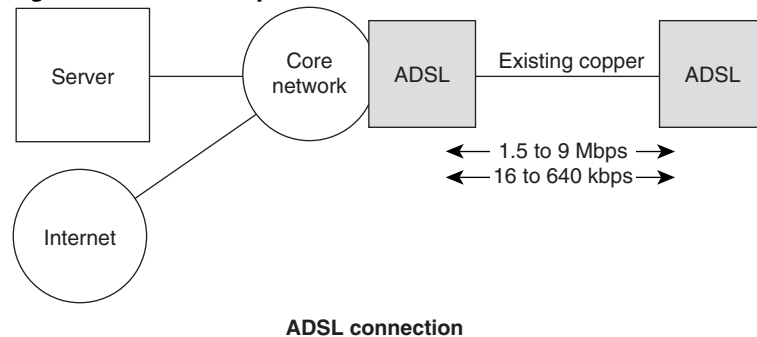 Server
Core
network
ADSL
Existing copper
ADSL
1.5 to 9 Mbps
16 to 640 kbps
Internet
ADSL connection